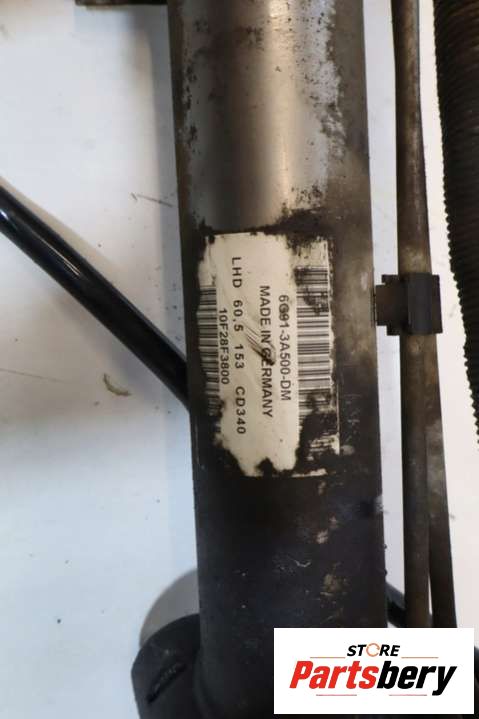 6G91-3A500-DM
MADE IN GERMANY
LHD 60,5 153 CD340
10F28F3800
STORE
Partsbery